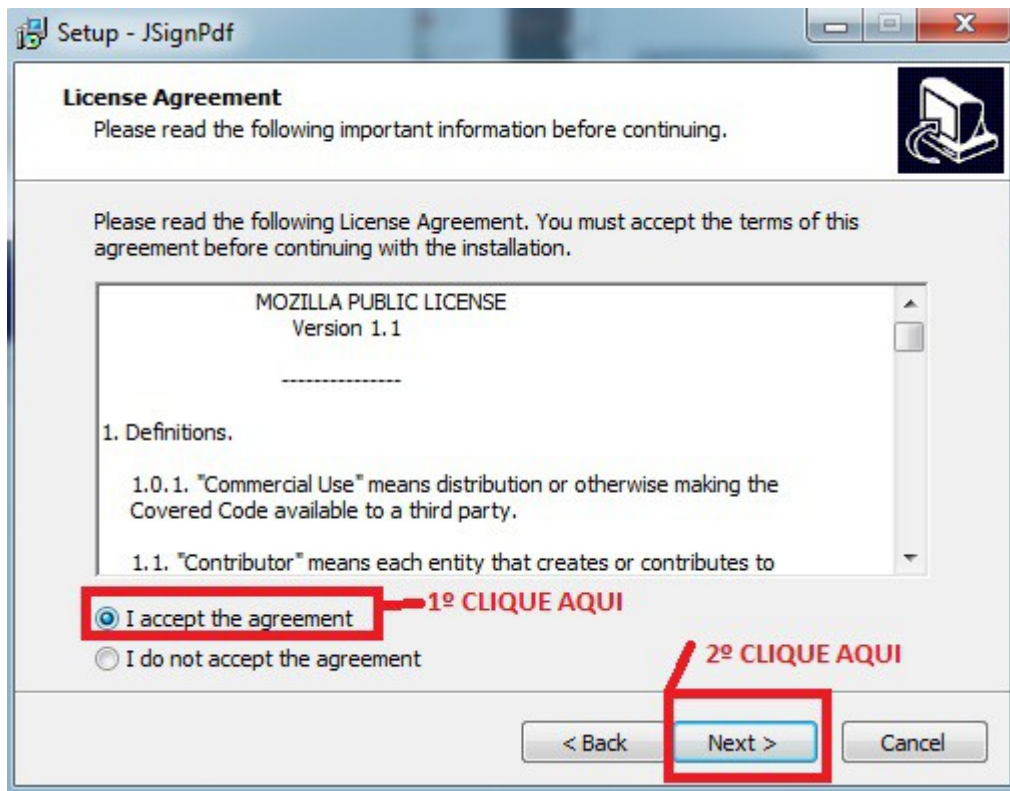 Setup - JSignPdf
License Agreement
Please read the following important information before continuing.
Please read the following License Agreement. You must accept the terms of this
agreement before continuing with the installation.
MOZILLA PUBLIC LICENSE
Version 1.1
---------------
1. Definitions.
1.0.1. "Commercial Use" means distribution or otherwise making the
Covered Code available to a third party.
1.1. "Contributor" means each entity that creates or contributes to
I accept the agreement
1º CLIQUE AQUI
I do not accept the agreement
2º CLIQUE AQUI
< Back
Next >
Cancel